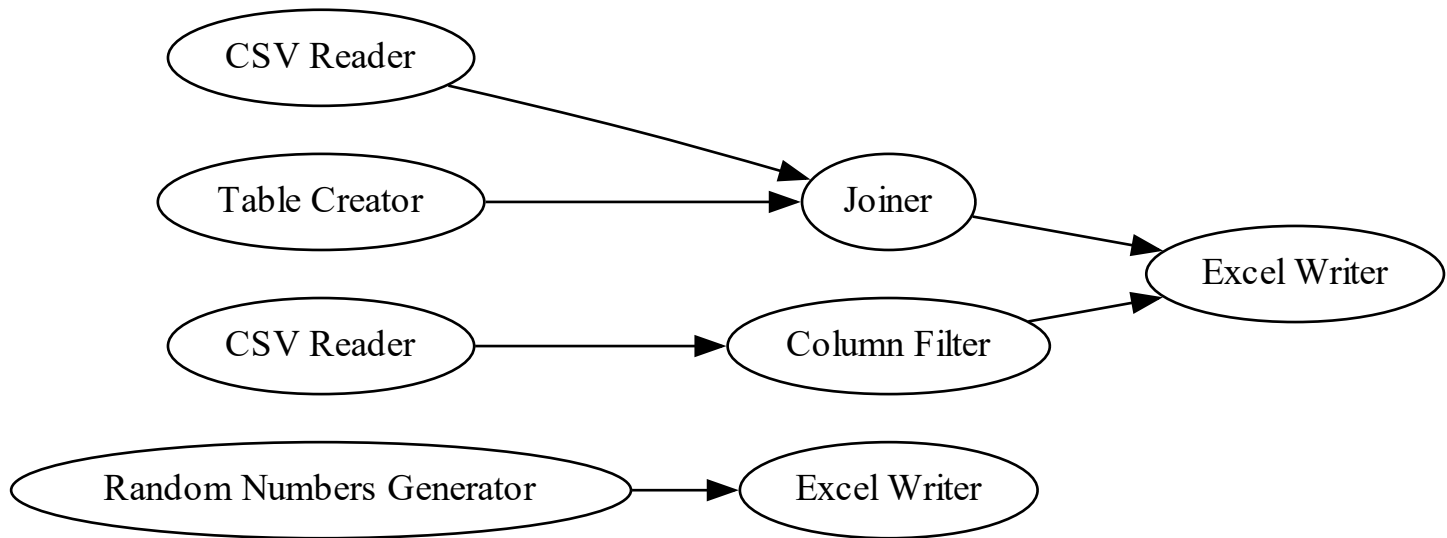 CSV Reader
Table Creator
Joiner
Excel Writer
CSV Reader
Column Filter
Random Numbers Generator
Excel Writer